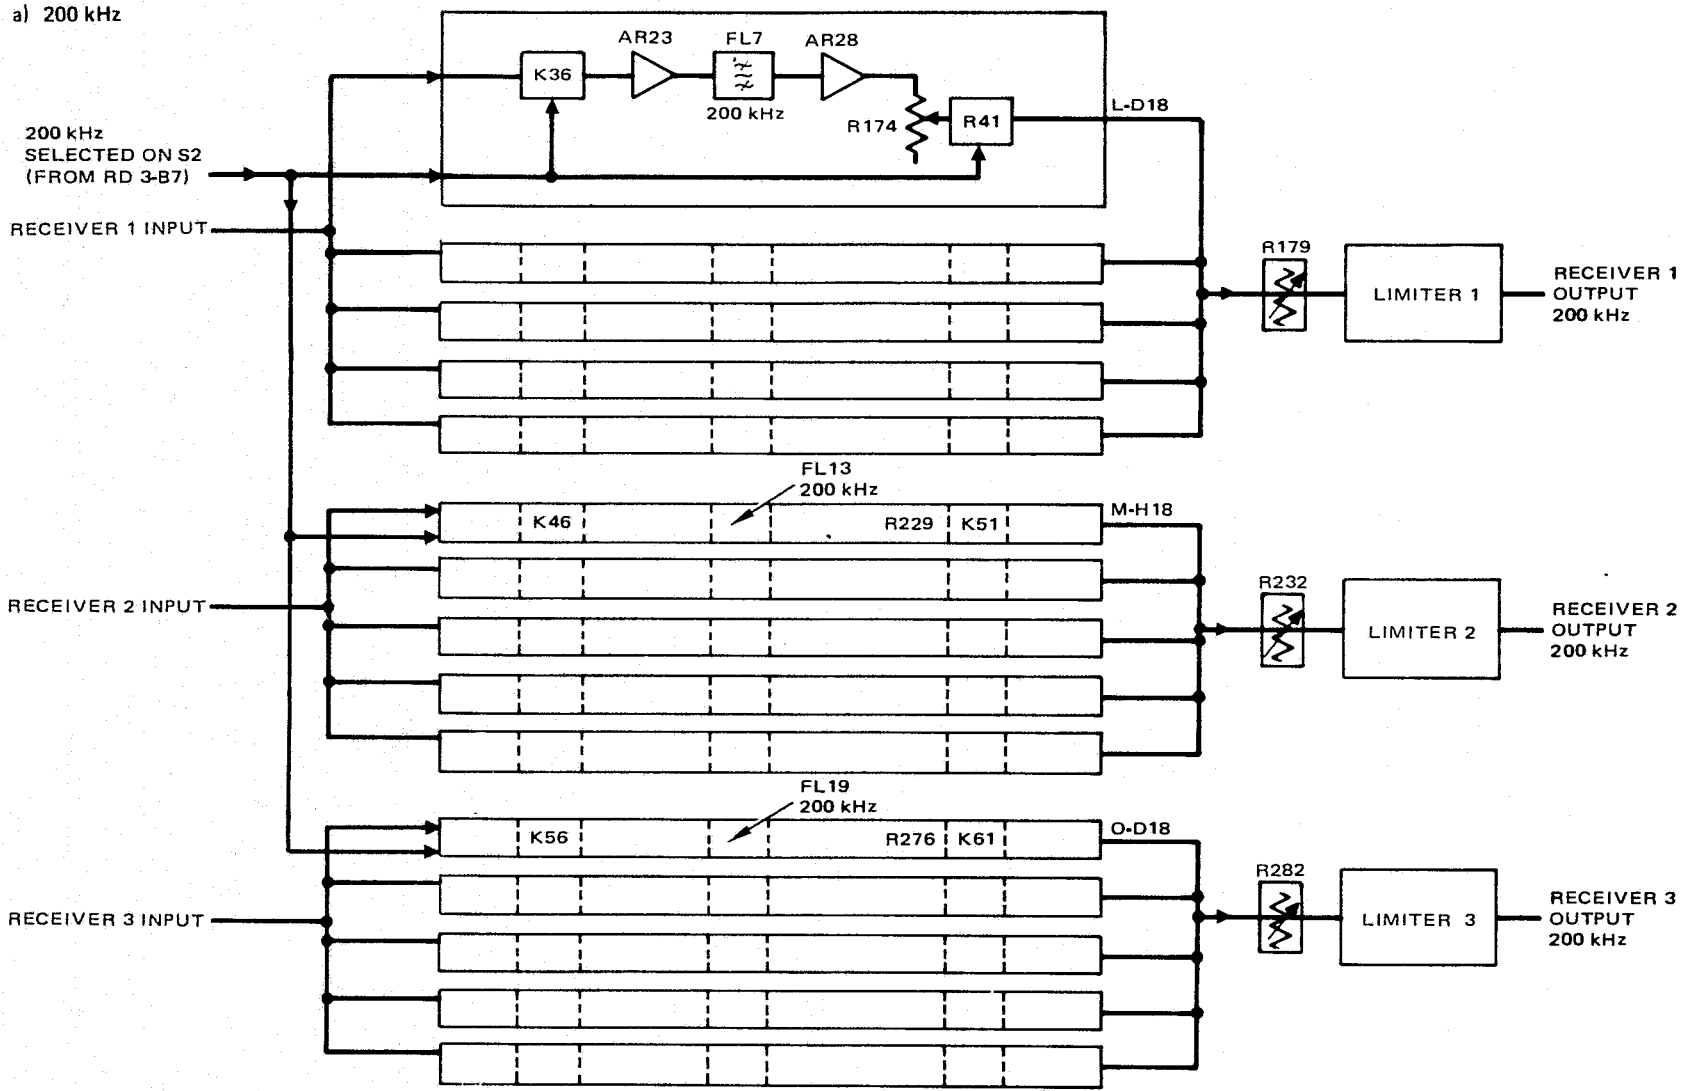 a) 200 kHz
AR23
FL7
AR28
K36
200 kHz
R174
R41
L-D18
200 kHz
SELECTED ON S2
(FROM RD 3-B7)
RECEIVER 1 INPUT
R179
LIMITER 1
RECEIVER 1
OUTPUT
200 kHz
FL13
200 kHz
K46
R229
K51
M-H18
RECEIVER 2 INPUT
R232
LIMITER 2
RECEIVER 2
OUTPUT
200 kHz
FL19
200 kHz
K56
R276
K61
O-D18
RECEIVER 3 INPUT
R282
LIMITER 3
RECEIVER 3
OUTPUT
200 kHz